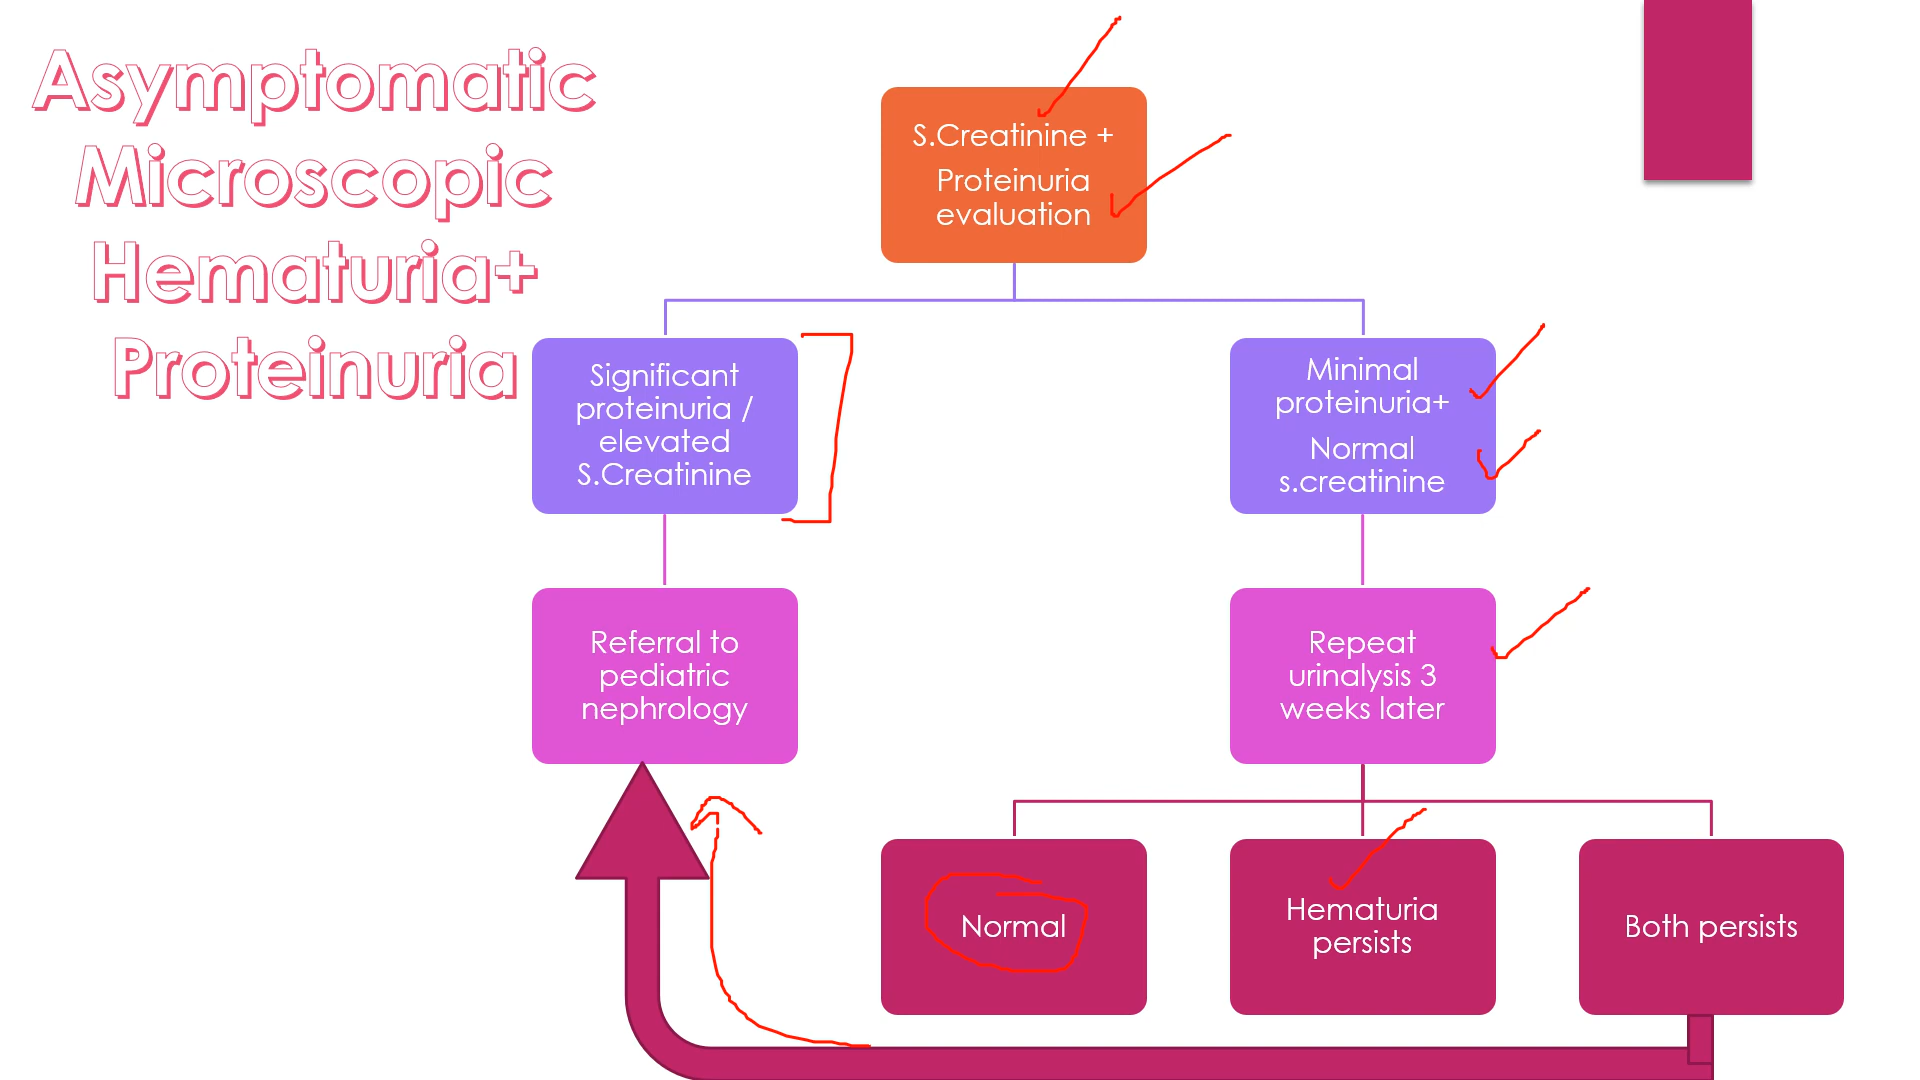 Asymptomatic
Microscopic
Hematuria+
Proteinuria
S.Creatinine +
Proteinuria
evaluation
Significant
proteinuria /
elevated
S.Creatinine
Minimal
proteinuria+
Normal
s.creatinine
Referral to
pediatric
nephrology
Repeat
urinalysis 3
weeks later
Normal
Hematuria
persists
Both persists